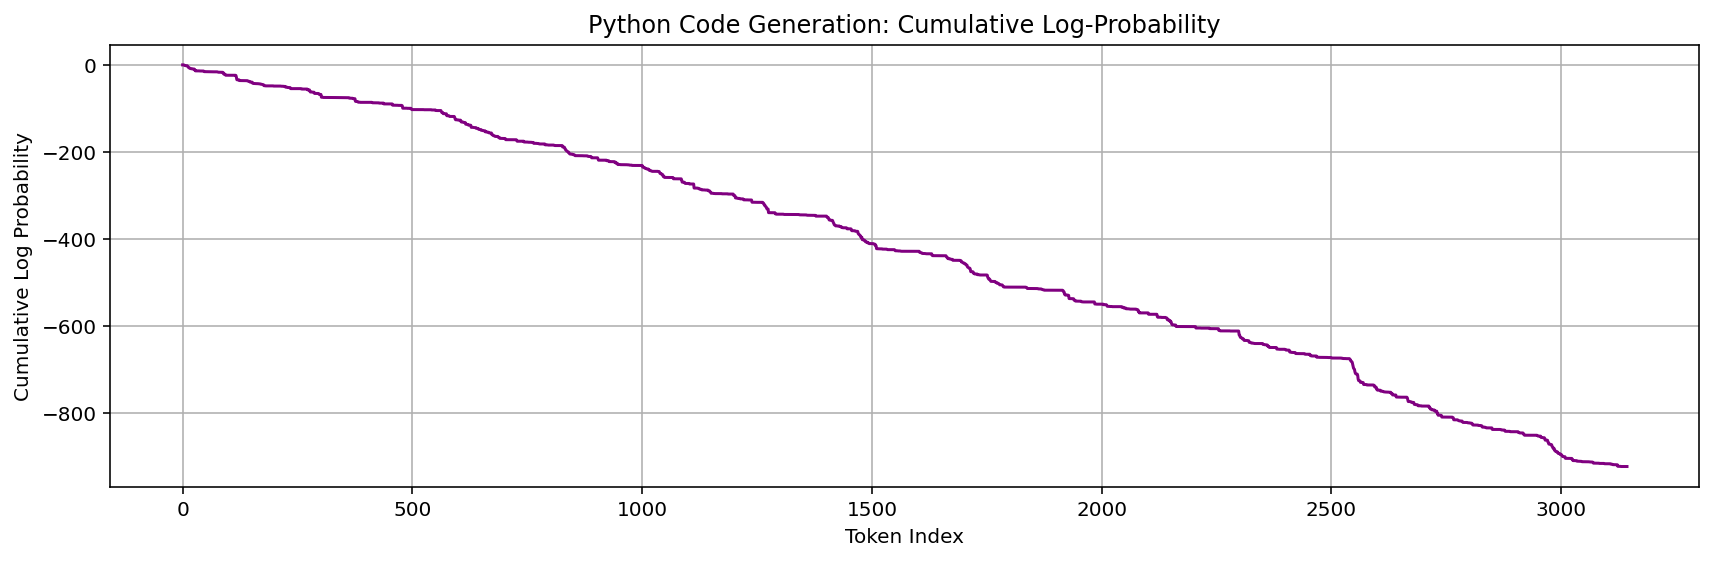 Python Code Generation: Cumulative Log-Probability
Cumulative Log Probability
0
−200
−400
−600
−800
0 500 1000 1500 2000 2500 3000
Token Index